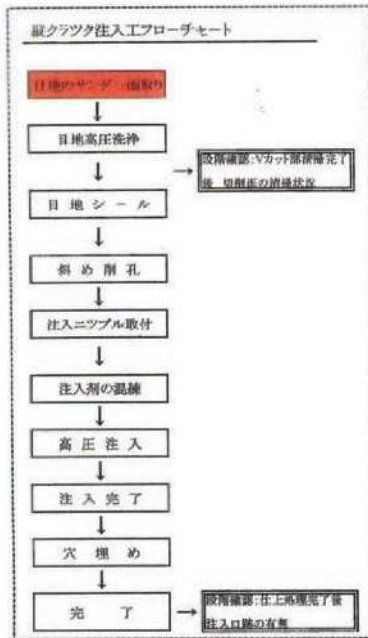 縦クラツク注入工フローチャート
目地のサンダー面取り
目地高圧洗浄
段階確認:Vカット部清掃完了
後 切削面の清掃状況
目地シール
斜め削孔
注入ニツプル取付
注入剤の混練
高圧注入
注入完了
穴埋め
完了
段階確認:仕上処理完了後
注入口跡の有無